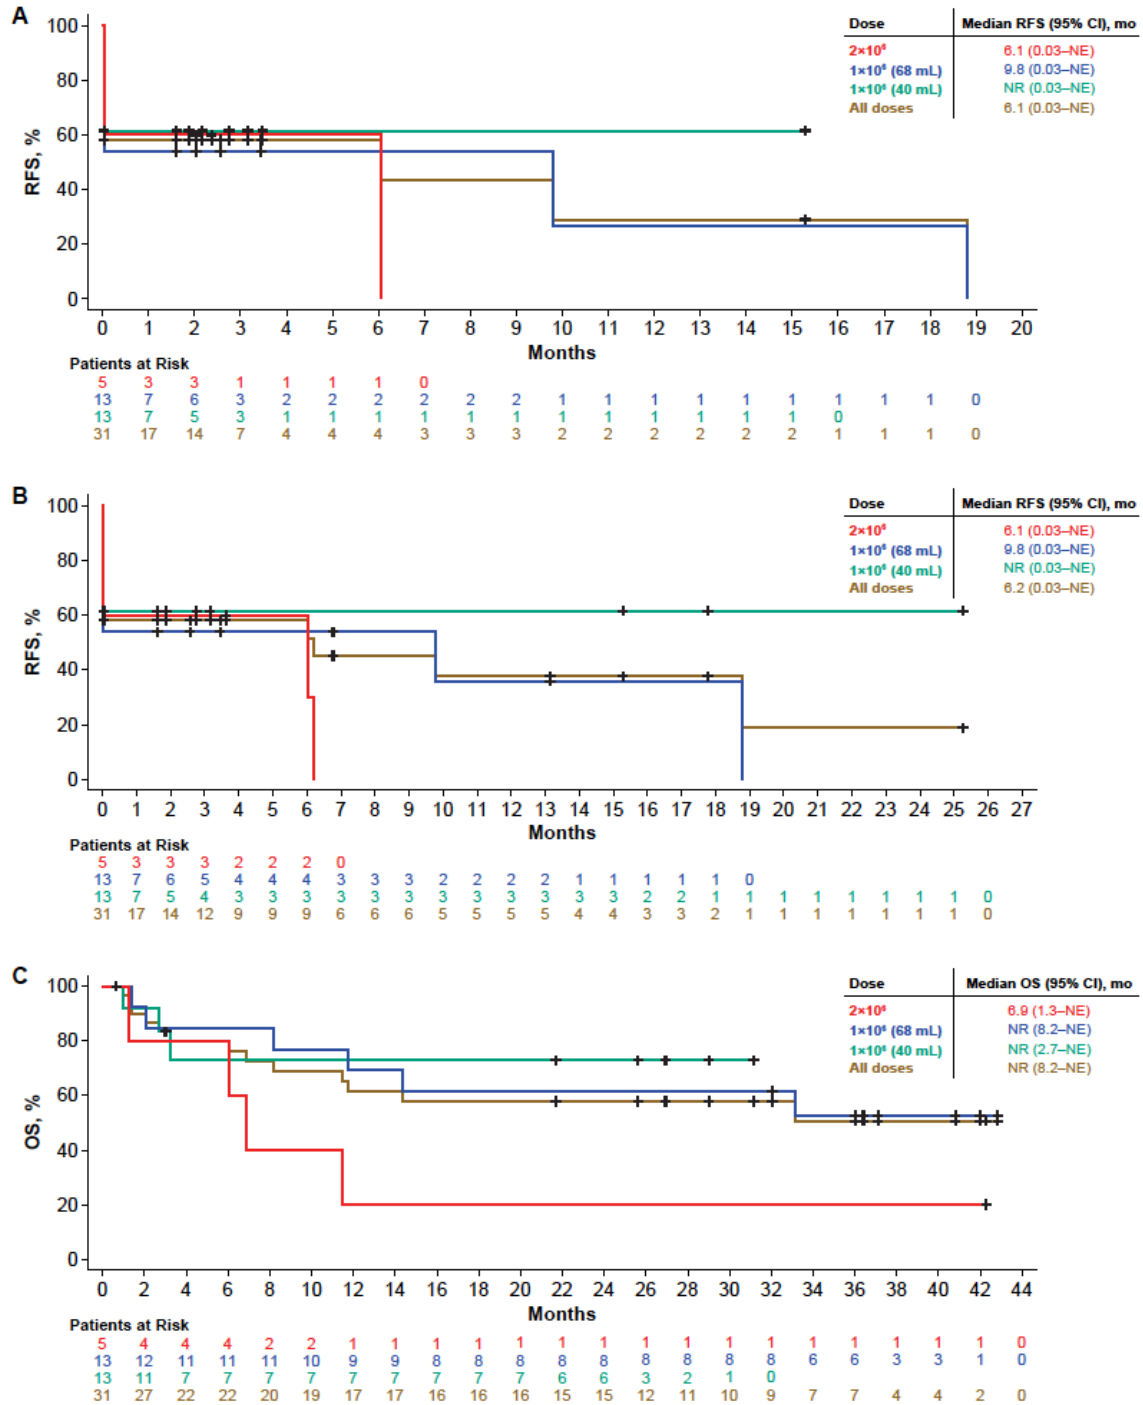 A
Dose Median RFS (95% CI), mo
2×10⁶ 6.1 (0.03–NE)
1×10⁶ (68 mL) 9.8 (0.03–NE)
1×10⁶ (40 mL) NR (0.03–NE)
All doses 6.1 (0.03–NE)
RFS, %
100
80
60
40
20
0
0 1 2 3 4 5 6 7 8 9 10 11 12 13 14 15 16 17 18 19 20
Months
Patients at Risk
5 3 3 1 1 1 1 0
13 7 6 3 2 2 2 2 2 2 1 1 1 1 1 1 1 1 1 0
13 7 5 3 1 1 1 1 1 1 1 1 1 1 1 1 0
31 17 14 7 4 4 4 3 3 3 2 2 2 2 2 2 1 1 1 0
B
Dose Median RFS (95% CI), mo
2×10⁶ 6.1 (0.03–NE)
1×10⁶ (68 mL) 9.8 (0.03–NE)
1×10⁶ (40 mL) NR (0.03–NE)
All doses 6.2 (0.03–NE)
RFS, %
100
80
60
40
20
0
0 1 2 3 4 5 6 7 8 9 10 11 12 13 14 15 16 17 18 19 20 21 22 23 24 25 26 27
Months
Patients at Risk
5 3 3 3 2 2 2 0
13 7 6 5 4 4 4 3 3 3 2 2 2 2 1 1 1 1 1 0
13 7 5 4 3 3 3 3 3 3 3 3 3 3 3 3 2 2 1 1 1 1 1 1 1 1 0
31 17 14 12 9 9 9 6 6 6 5 5 5 5 4 4 3 3 2 1 1 1 1 1 1 1 0
C
Dose Median OS (95% CI), mo
2×10⁶ 6.9 (1.3–NE)
1×10⁶ (68 mL) NR (8.2–NE)
1×10⁶ (40 mL) NR (2.7–NE)
All doses NR (8.2–NE)
OS, %
100
80
60
40
20
0
0 2 4 6 8 10 12 14 16 18 20 22 24 26 28 30 32 34 36 38 40 42 44
Months
Patients at Risk
5 4 4 4 2 2 1 1 1 1 1 1 1 1 1 1 1 1 1 1 1 1 0
13 12 11 11 11 10 9 9 8 8 8 8 8 8 8 8 8 6 6 3 3 1 0
13 11 7 7 7 7 7 7 7 7 7 6 6 3 2 1 0
31 27 22 22 20 19 17 17 16 16 16 15 15 12 11 10 9 7 7 4 4 2 0